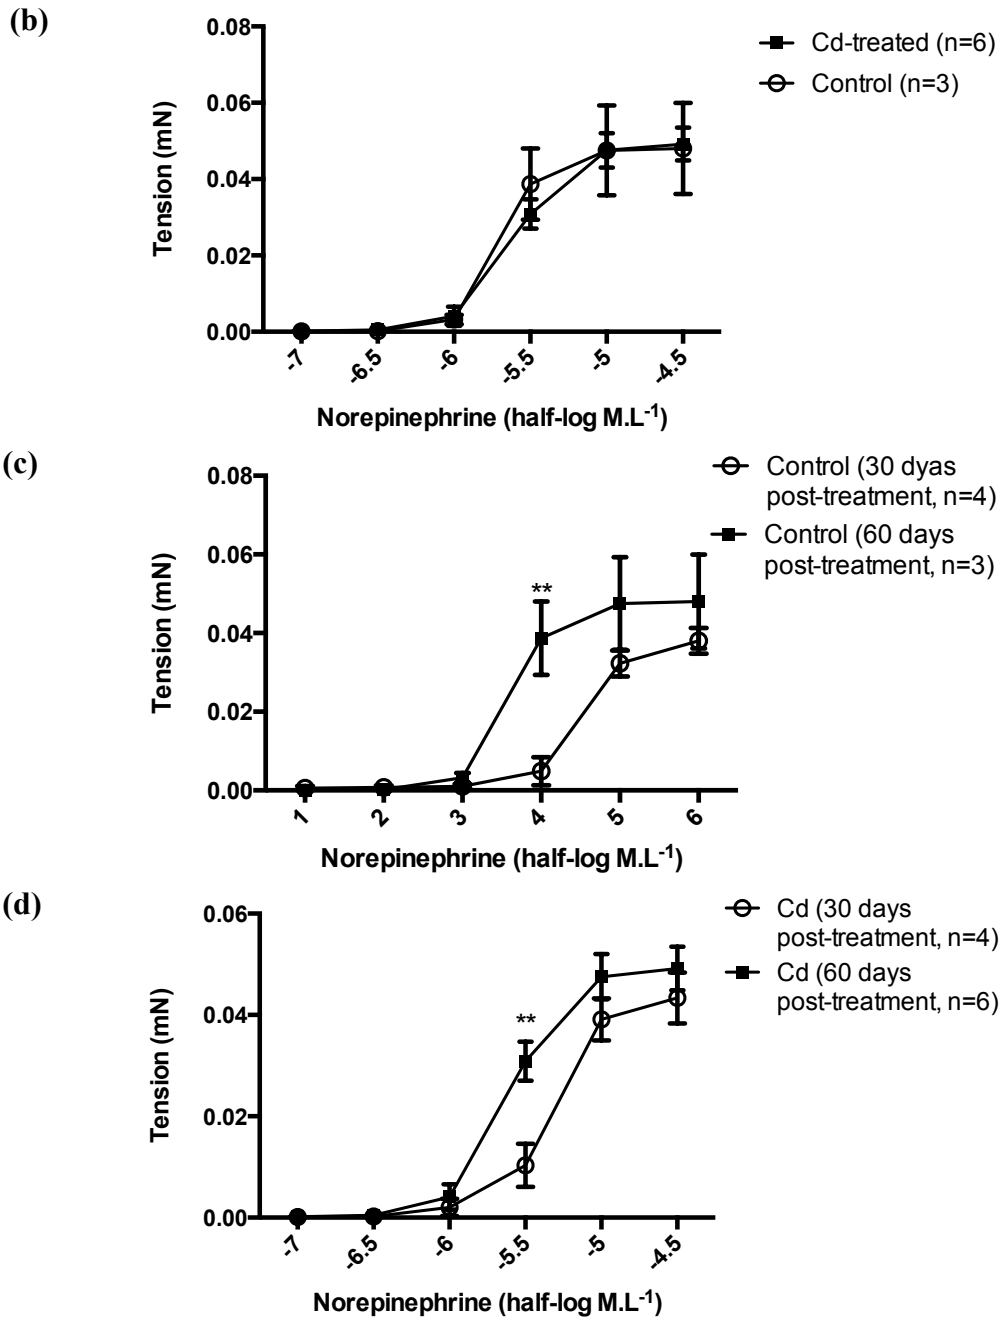 (b)
0.08
0.06
0.04
0.02
0.00
Tension (mN)
-7
-6.5
-6
-5.5
-5
-4.5
Norepinephrine (half-log M.L-1)
Cd-treated (n=6)
Control (n=3)
(c)
0.08
0.06
0.04
0.02
0.00
Tension (mN)
**
1
2
3
4
5
6
Norepinephrine (half-log M.L-1)
Control (30 dyas
post-treatment, n=4)
Control (60 days
post-treatment, n=3)
(d)
0.06
0.04
0.02
0.00
Tension (mN)
**
-7
-6.5
-6
-5.5
-5
-4.5
Norepinephrine (half-log M.L-1)
Cd (30 days
post-treatment, n=4)
Cd (60 days
post-treatment, n=6)